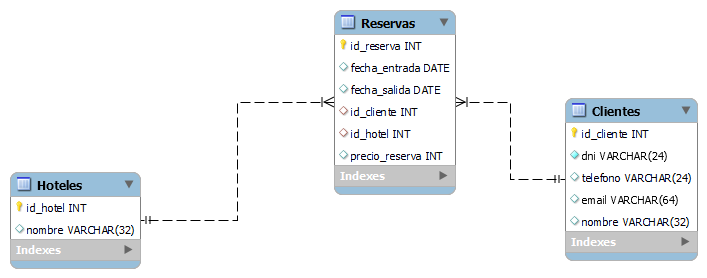 Reservas
id_reserva INT
fecha_entrada DATE
fecha_salida DATE
id_cliente INT
id_hotel INT
precio_reserva INT
Indexes
Clientes
id_cliente INT
dni VARCHAR(24)
telefono VARCHAR(24)
email VARCHAR(64)
nombre VARCHAR(32)
Indexes
Hoteles
id_hotel INT
nombre VARCHAR(32)
Indexes